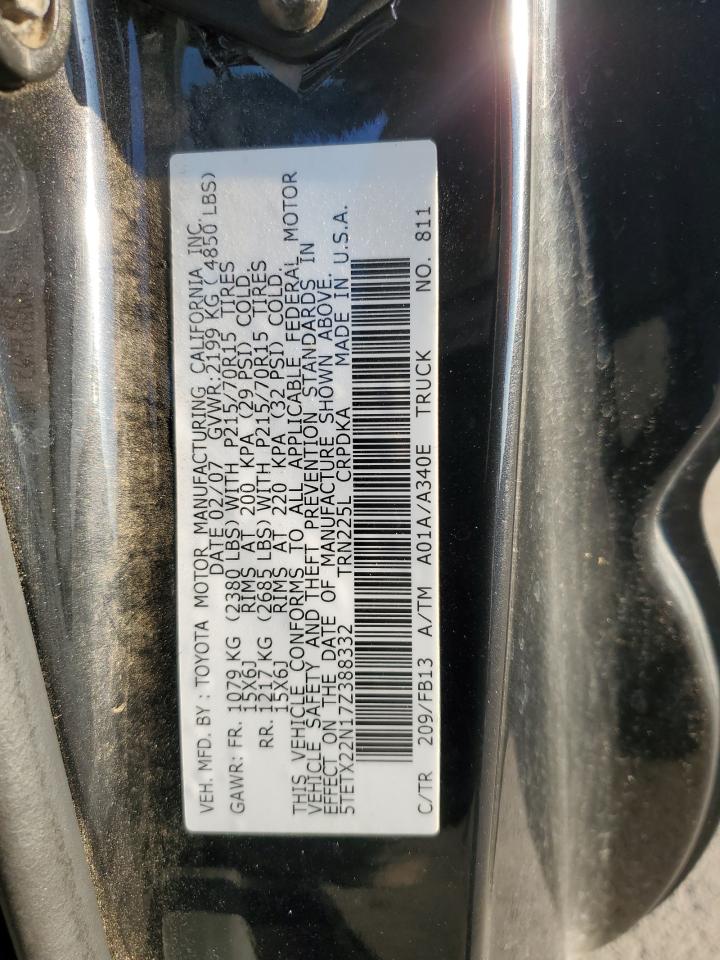 VEH. MFD. BY: TOYOTA MOTOR MANUFACTURING CALIFORNIA INC.
DATE 02/07 GVWR:2199 KG (4850 LBS)
GAWR: FR. 1079 KG (2380 LBS) WITH P215/70R15 TIRES
15X6J RIMS AT 200 KPA (29 PSI) COLD.
RR. 1217 KG (2685 LBS) WITH P215/70R15 TIRES
15X6J RIMS AT 220 KPA (32 PSI) COLD.
THIS VEHICLE CONFORMS TO ALL APPLICABLE FEDERAL MOTOR
VEHICLE SAFETY AND THEFT PREVENTION STANDARDS IN
EFFECT ON THE DATE OF MANUFACTURE SHOWN ABOVE.
5TETX22N17Z388332 TRN225L CRPDKA MADE IN U.S.A.
C/TR 209/FB13 A/TM A01A/A340E TRUCK NO. 811